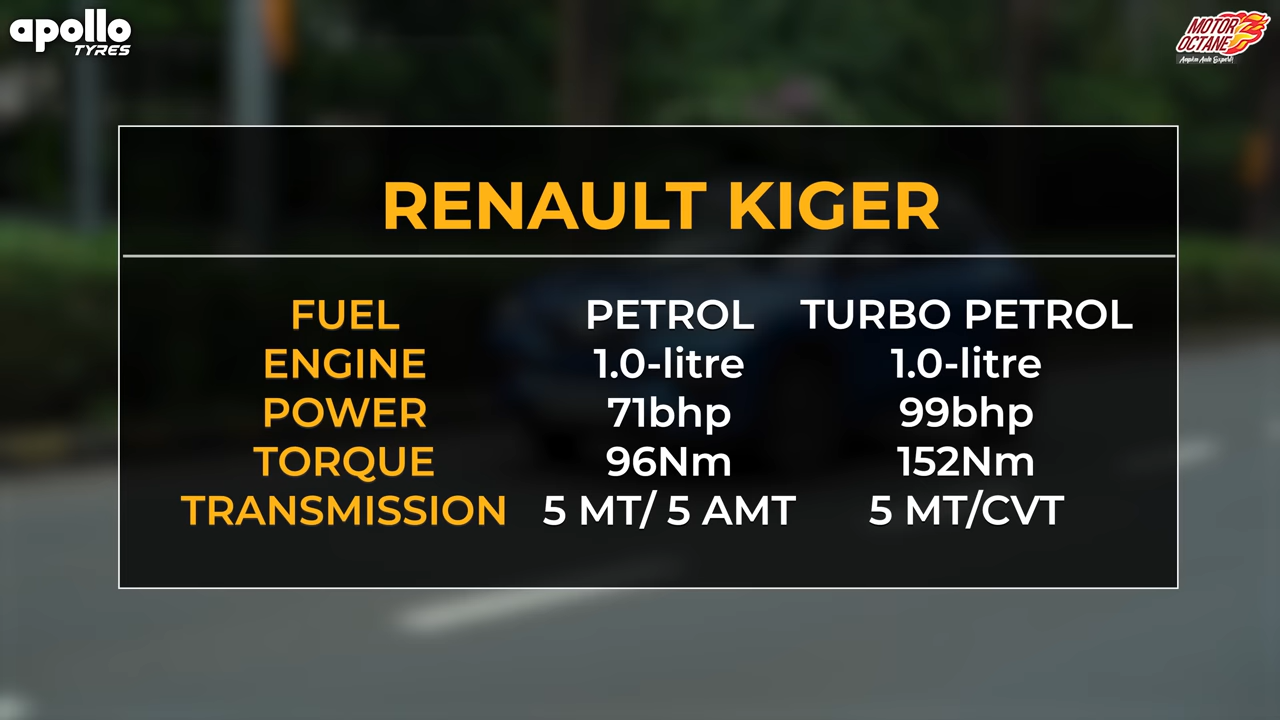 apollo
TYRES
MOTOR
OCTANE
RENAULT KIGER
FUEL PETROL TURBO PETROL
ENGINE 1.0-litre 1.0-litre
POWER 71bhp 99bhp
TORQUE 96Nm 152Nm
TRANSMISSION 5 MT/ 5 AMT 5 MT/CVT